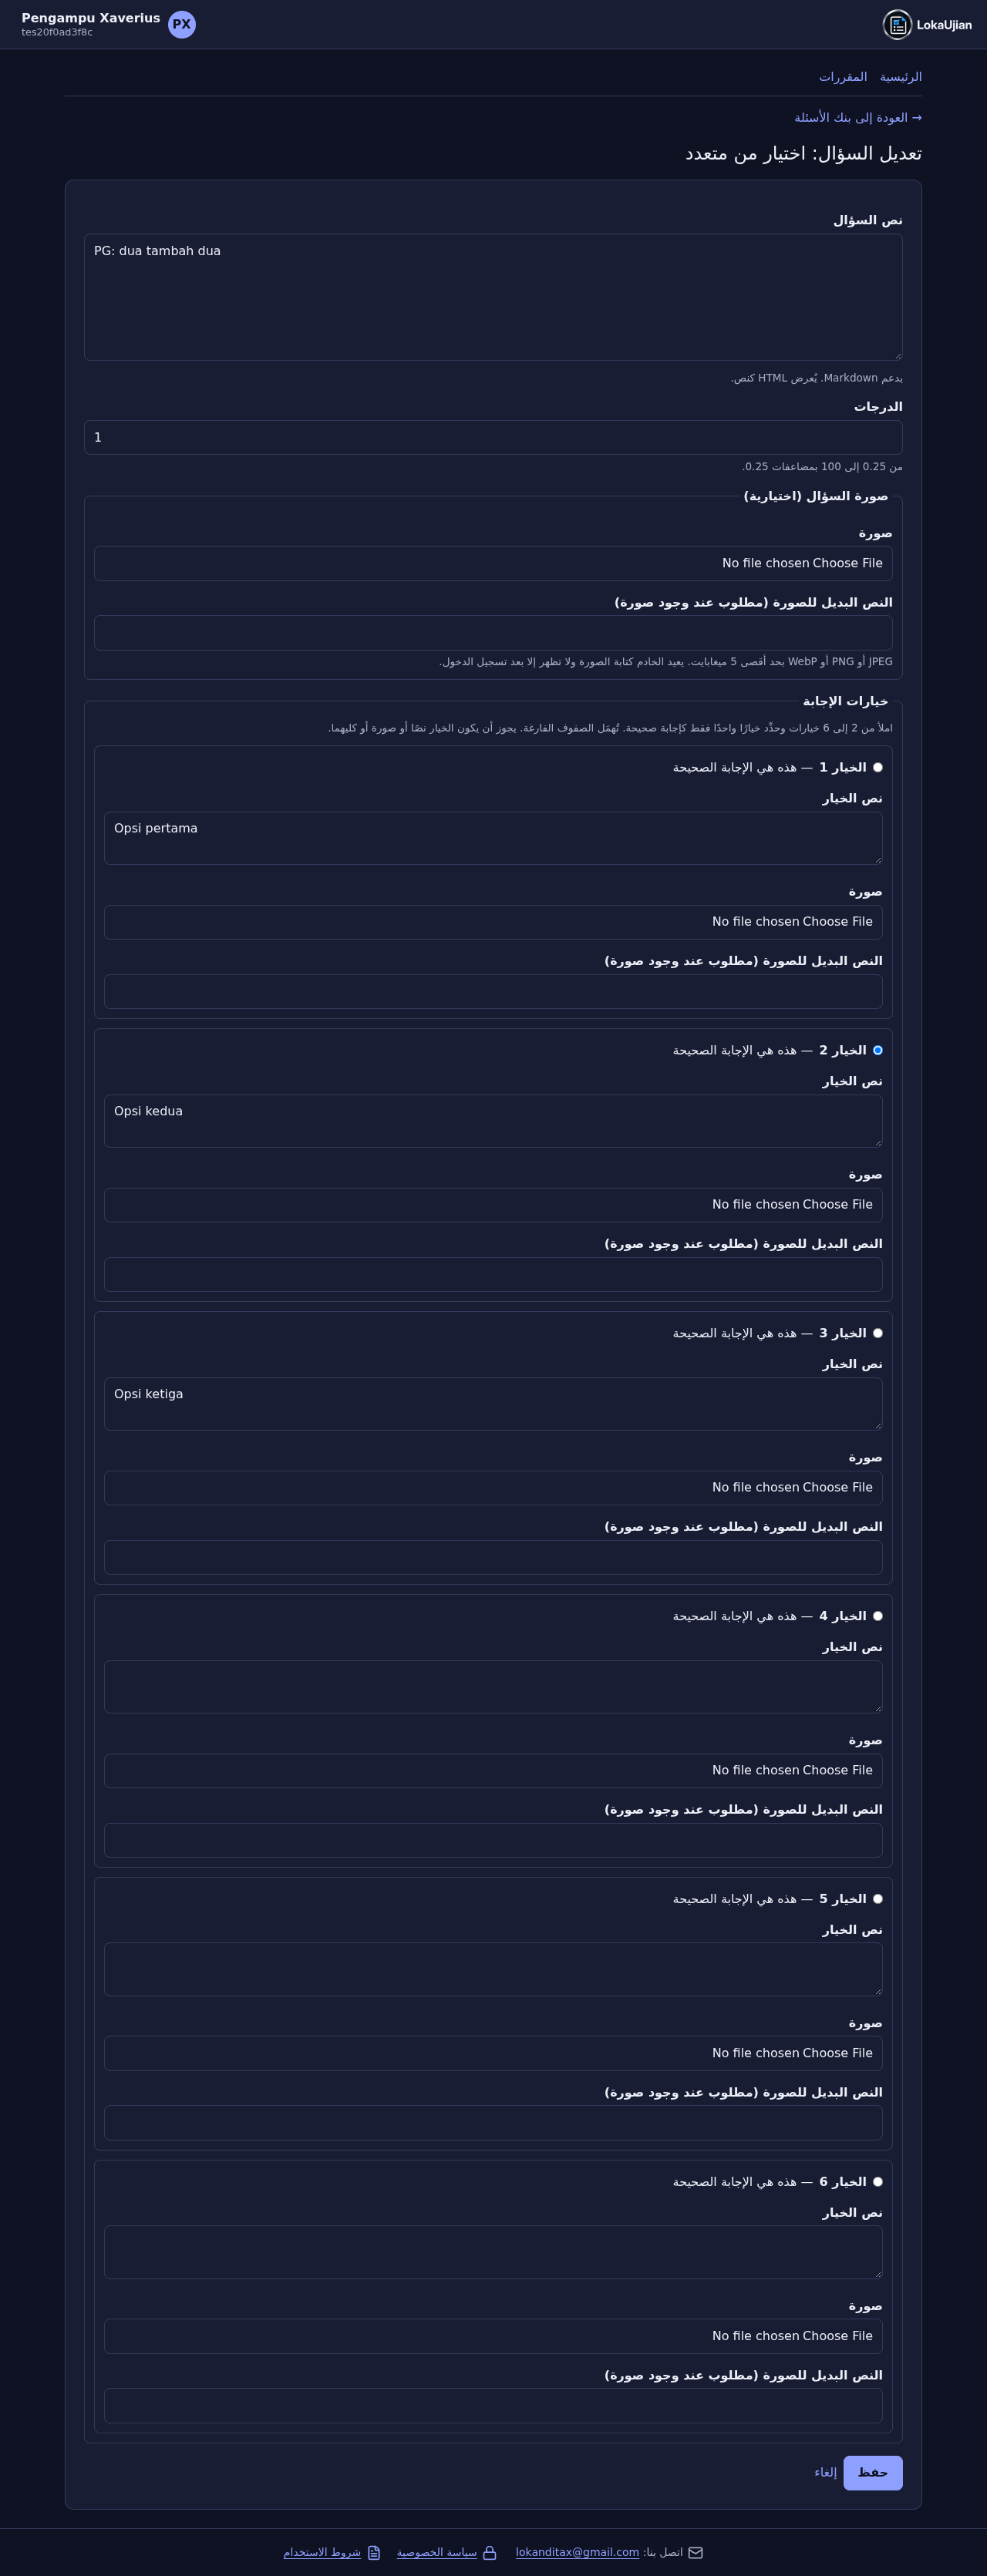 LokaUjian
Pengampu Xaverius
tes20f0ad3f8c
PX
الرئيسية
المقررات
→ العودة إلى بنك الأسئلة
تعديل السؤال: اختيار من متعدد
نص السؤال
PG: dua tambah dua
يدعم Markdown. يُعرض HTML كنص.
الدرجات
1
من 0.25 إلى 100 بمضاعفات 0.25.
صورة السؤال (اختيارية)
صورة
No file chosen Choose File
النص البديل للصورة (مطلوب عند وجود صورة)
JPEG أو PNG أو WebP بحد أقصى 5 ميغابايت. يعيد الخادم كتابة الصورة ولا تظهر إلا بعد تسجيل الدخول.
خيارات الإجابة
املأ من 2 إلى 6 خيارات وحدِّد خيارًا واحدًا فقط كإجابة صحيحة. تُهمَل الصفوف الفارغة. يجوز أن يكون الخيار نصًا أو صورة أو كليهما.
الخيار 1 — هذه هي الإجابة الصحيحة
نص الخيار
Opsi pertama
صورة
No file chosen Choose File
النص البديل للصورة (مطلوب عند وجود صورة)
الخيار 2 — هذه هي الإجابة الصحيحة
نص الخيار
Opsi kedua
صورة
No file chosen Choose File
النص البديل للصورة (مطلوب عند وجود صورة)
الخيار 3 — هذه هي الإجابة الصحيحة
نص الخيار
Opsi ketiga
صورة
No file chosen Choose File
النص البديل للصورة (مطلوب عند وجود صورة)
الخيار 4 — هذه هي الإجابة الصحيحة
نص الخيار
صورة
No file chosen Choose File
النص البديل للصورة (مطلوب عند وجود صورة)
الخيار 5 — هذه هي الإجابة الصحيحة
نص الخيار
صورة
No file chosen Choose File
النص البديل للصورة (مطلوب عند وجود صورة)
الخيار 6 — هذه هي الإجابة الصحيحة
نص الخيار
صورة
No file chosen Choose File
النص البديل للصورة (مطلوب عند وجود صورة)
حفظ
إلغاء
اتصل بنا: lokanditax@gmail.com
سياسة الخصوصية
شروط الاستخدام